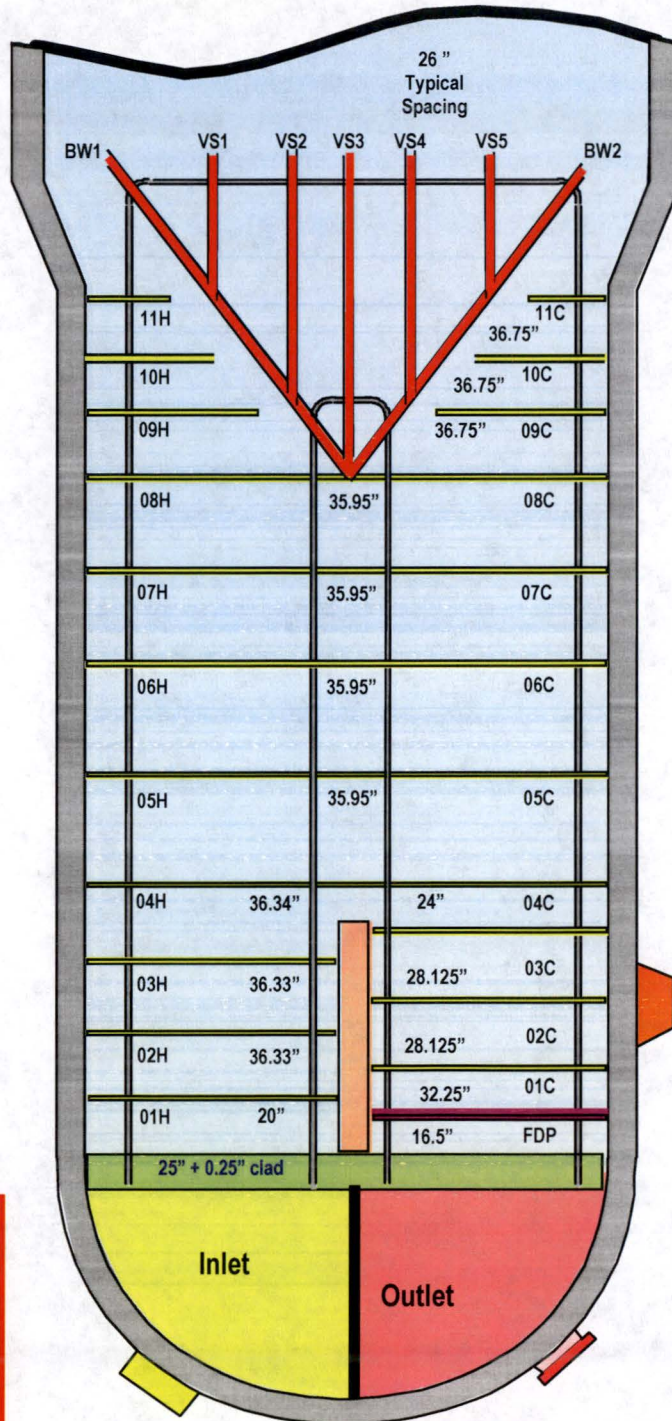 26 ”
Typical
Spacing
BW1 VS1 VS2 VS3 VS4 VS5 BW2
11H 11C
36.75”
10H 10C
36.75”
09H 36.75” 09C
08H 35.95” 08C
07H 35.95” 07C
06H 35.95” 06C
05H 35.95” 05C
04H 36.34” 24” 04C
03H 36.33” 28.125” 03C
02H 36.33” 28.125” 02C
32.25” 01C
01H 20”
16.5” FDP
25” + 0.25” clad
Inlet
Outlet